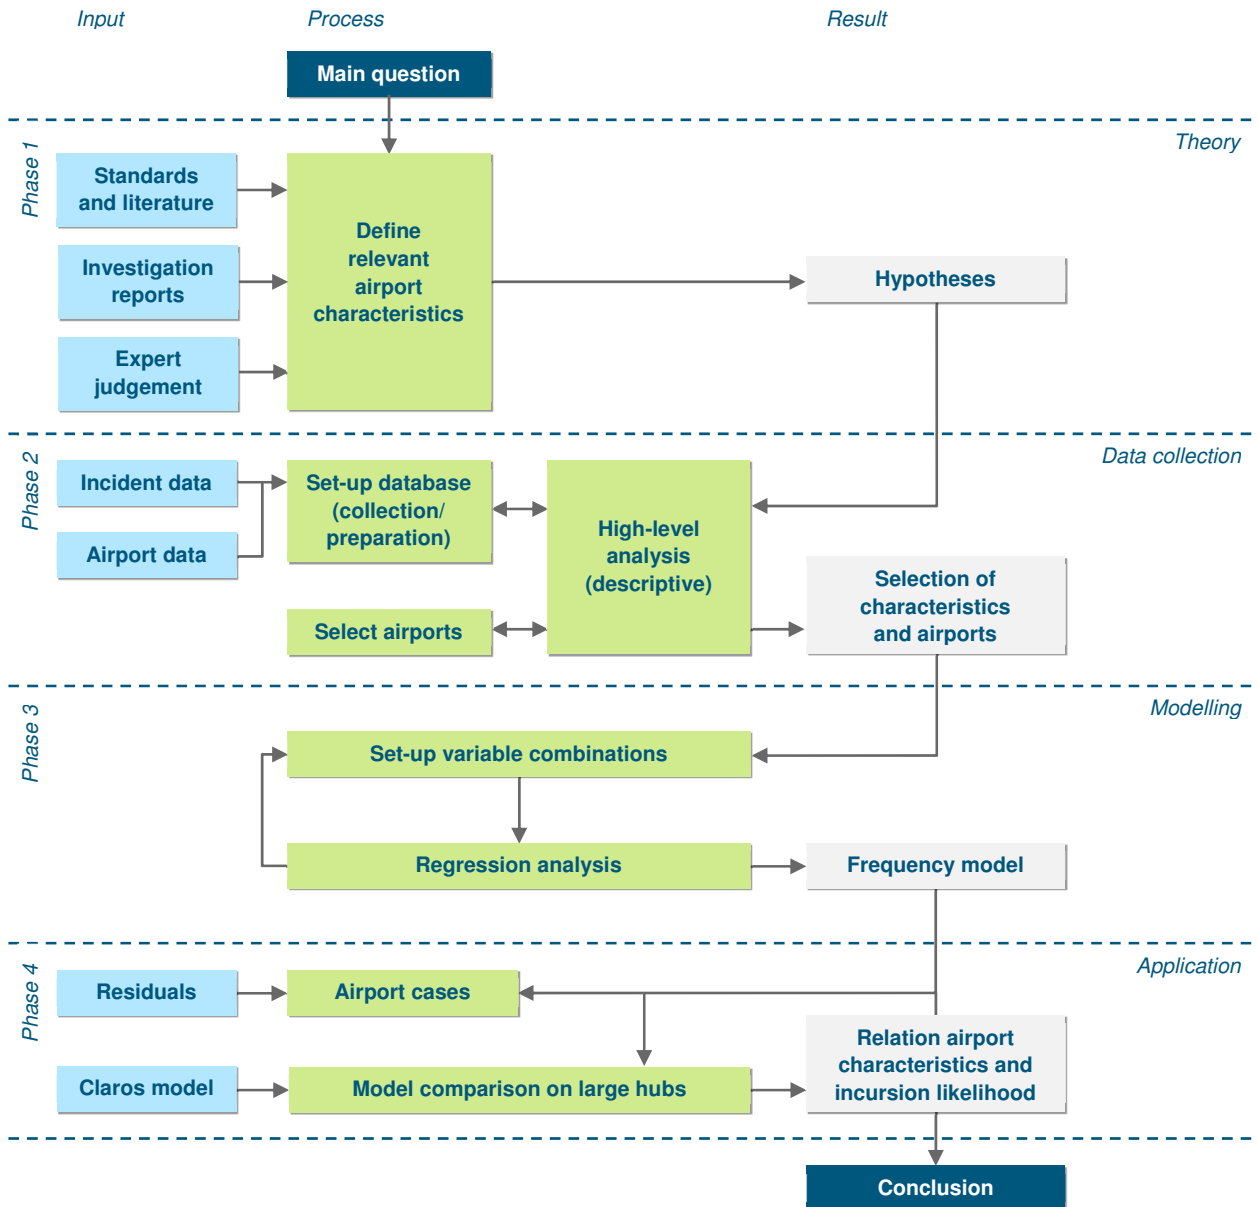 Input
Process
Result
Main question
Phase 1
Theory
Standards
and literature
Investigation
reports
Expert
judgement
Define
relevant
airport
characteristics
Hypotheses
Phase 2
Data collection
Incident data
Airport data
Set-up database
(collection/
preparation)
Select airports
High-level
analysis
(descriptive)
Selection of
characteristics
and airports
Phase 3
Modelling
Set-up variable combinations
Regression analysis
Frequency model
Phase 4
Application
Residuals
Airport cases
Claros model
Model comparison on large hubs
Relation airport
characteristics and
incursion likelihood
Conclusion